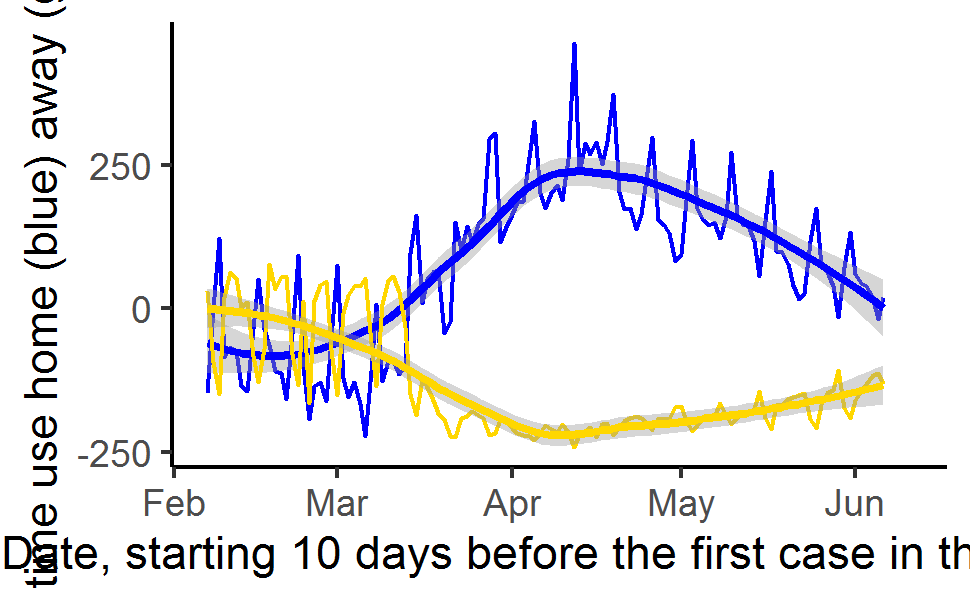 time use home (blue) away (
250
0
-250
Feb Mar Apr May Jun
Date, starting 10 days before the first case in th